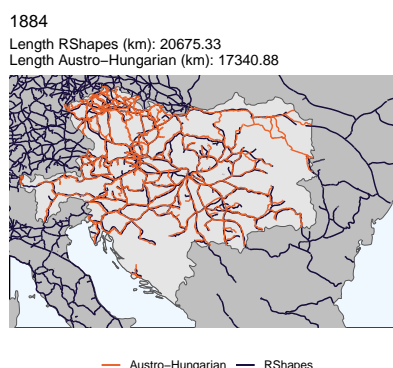 1884
Length RShapes (km): 20675.33
Length Austro−Hungarian (km): 17340.88
Austro−Hungarian RShapes